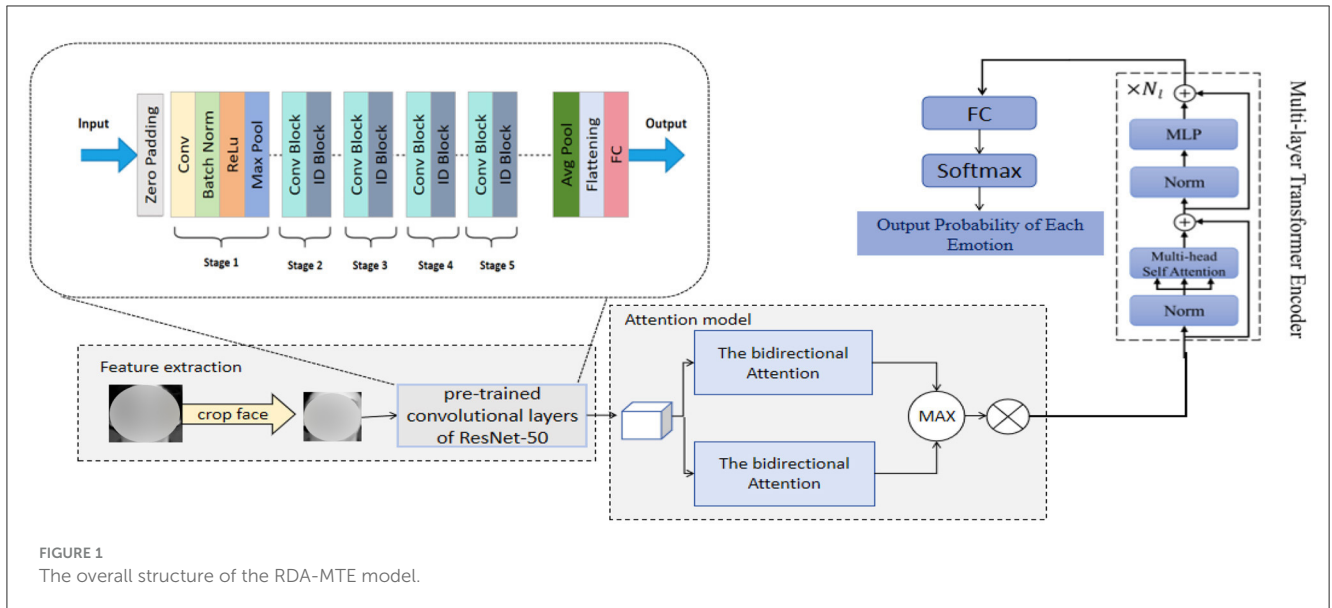 Input
Zero Padding
Conv
Batch Norm
ReLu
Max Pool
Conv Block
ID Block
Conv Block
ID Block
Conv Block
ID Block
Conv Block
ID Block
Avg Pool
Flattening
FC
Output
Stage 1
Stage 2
Stage 3
Stage 4
Stage 5
Feature extraction
crop face
pre-trained
convolutional layers
of ResNet-50
Attention model
The bidirectional
Attention
The bidirectional
Attention
MAX
Multi-layer Transformer Encoder
×N_l
+
MLP
Norm
+
Multi-head
Self Attention
Norm
FC
Softmax
Output Probability of Each
Emotion
FIGURE 1
The overall structure of the RDA-MTE model.